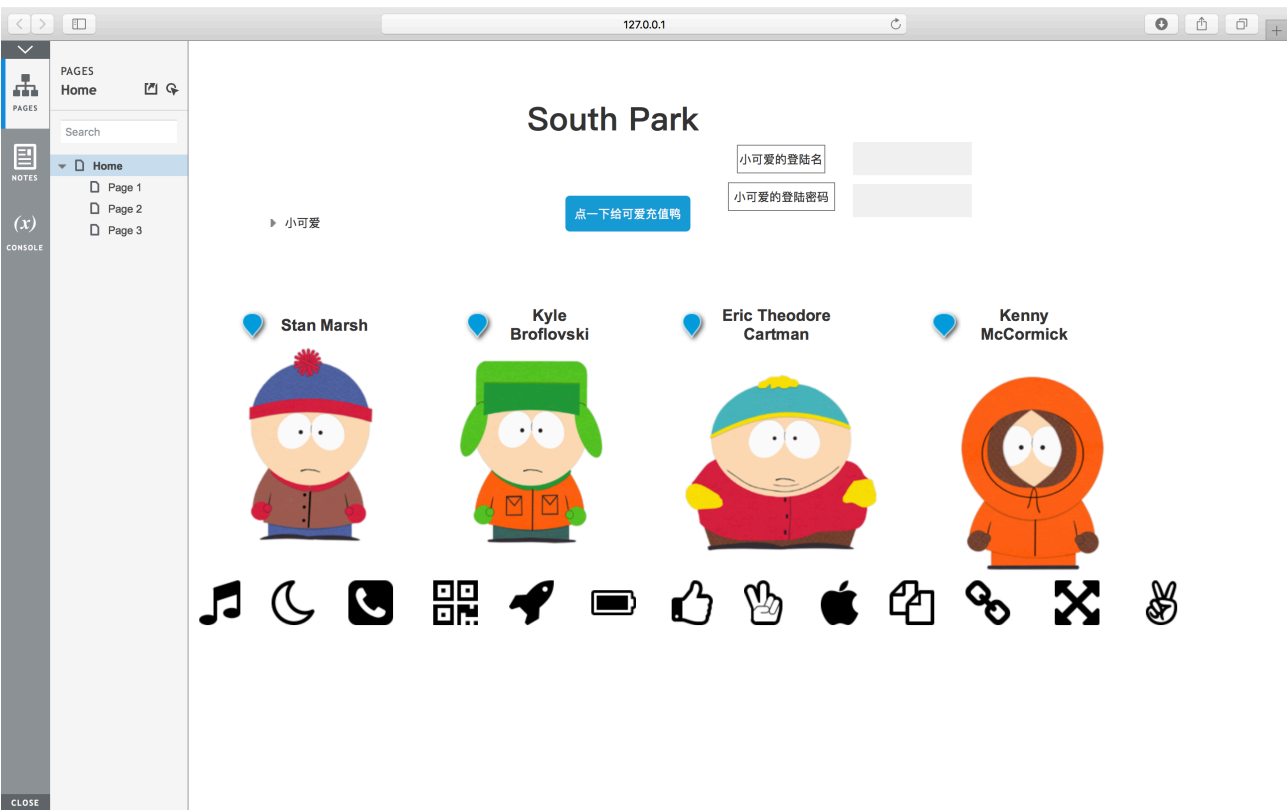 127.0.0.1
PAGES
Home
Search
Home
Page 1
Page 2
Page 3
PAGES
NOTES
(x)
CONSOLE
CLOSE
South Park
小可爱的登陆名
小可爱的登陆密码
点一下给可爱充值鸭
小可爱
Stan Marsh
Kyle
Broflovski
Eric Theodore
Cartman
Kenny
McCormick